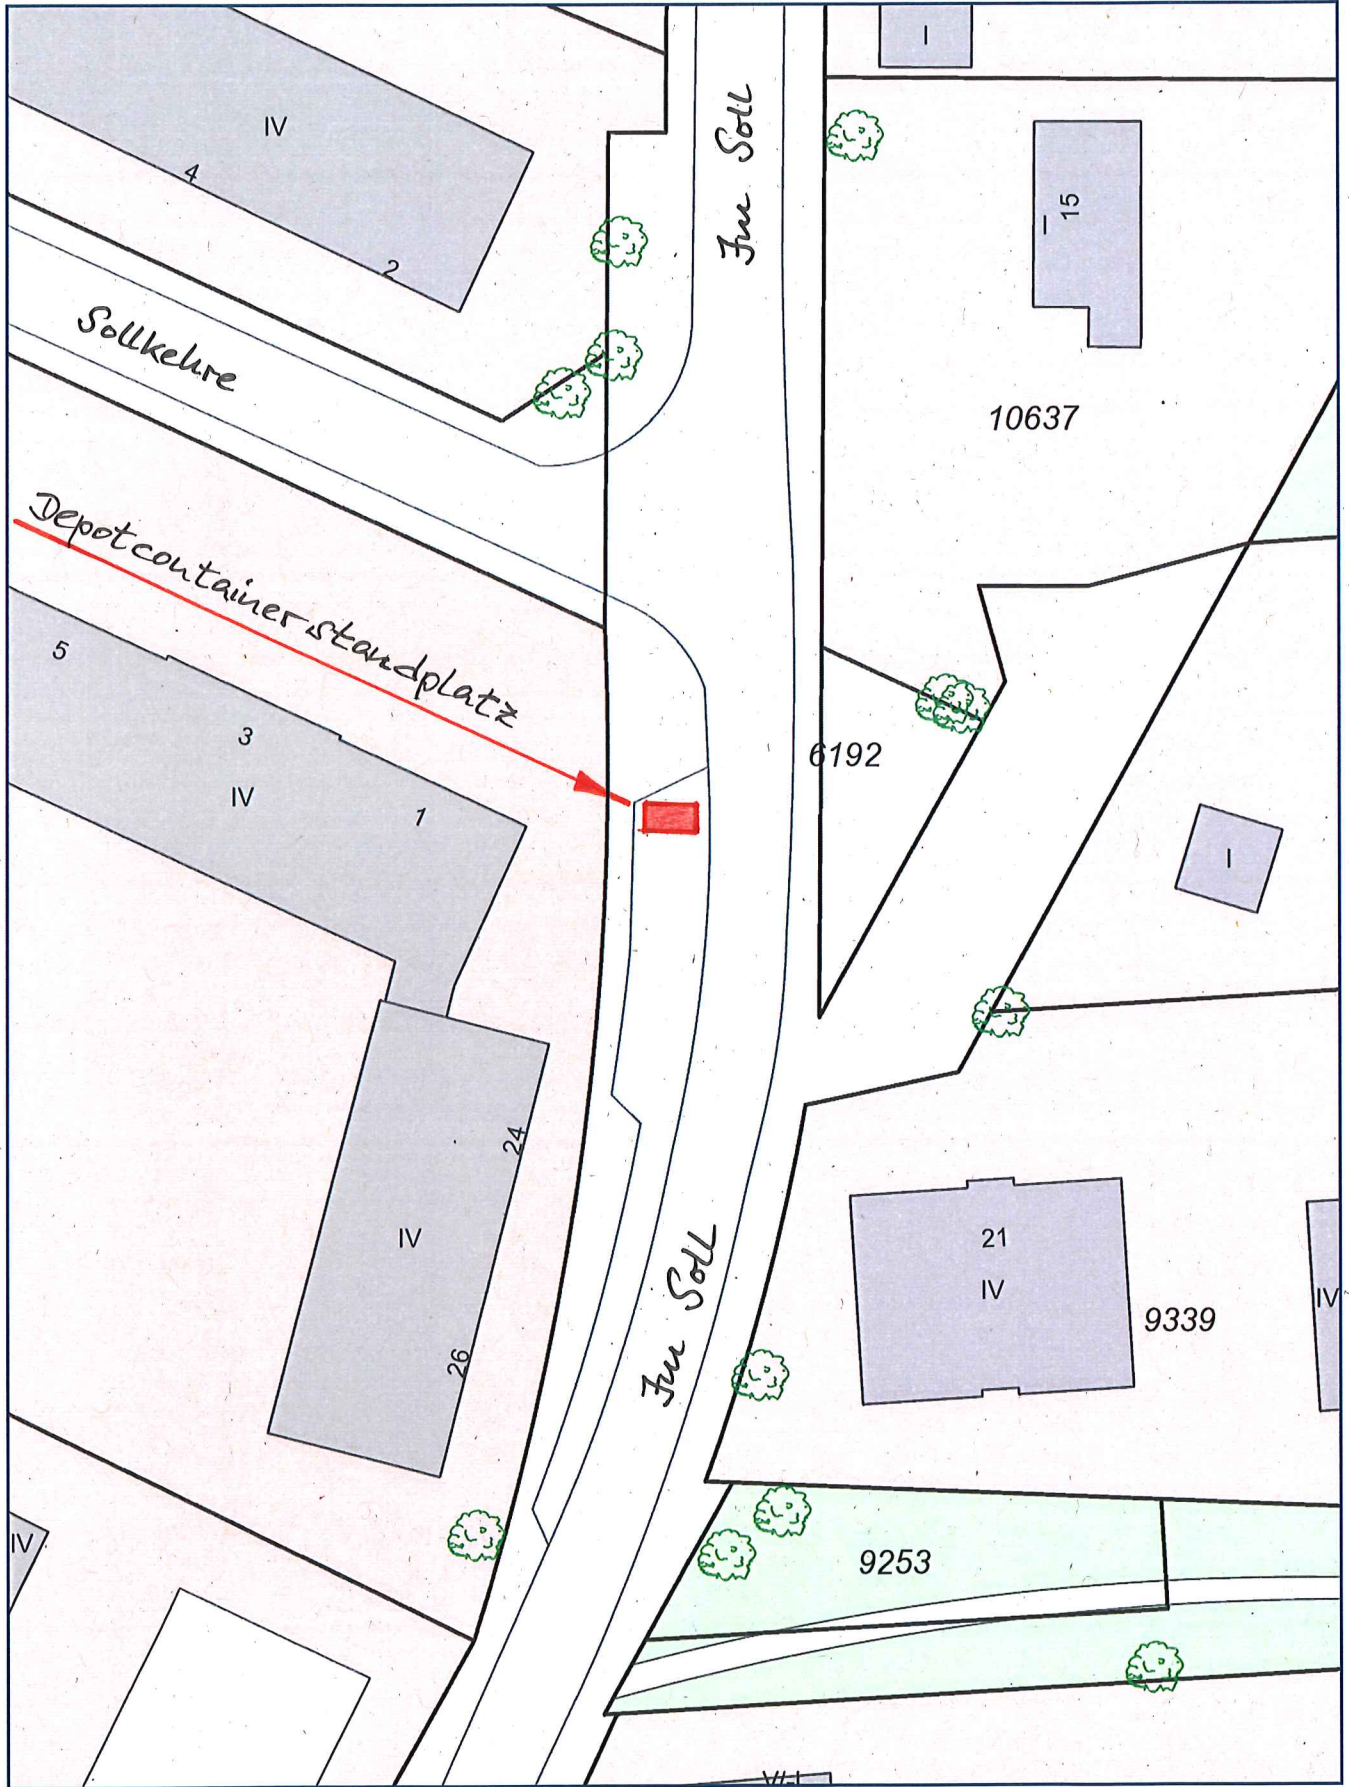 I
IV
4
2
Im Soll
15
I
Sollkehre
10637
Depotcontainerstandplatz
5
3
IV
1
6192
I
24
IV
26
21
IV
9339
IV
Im Soll
IV
9253